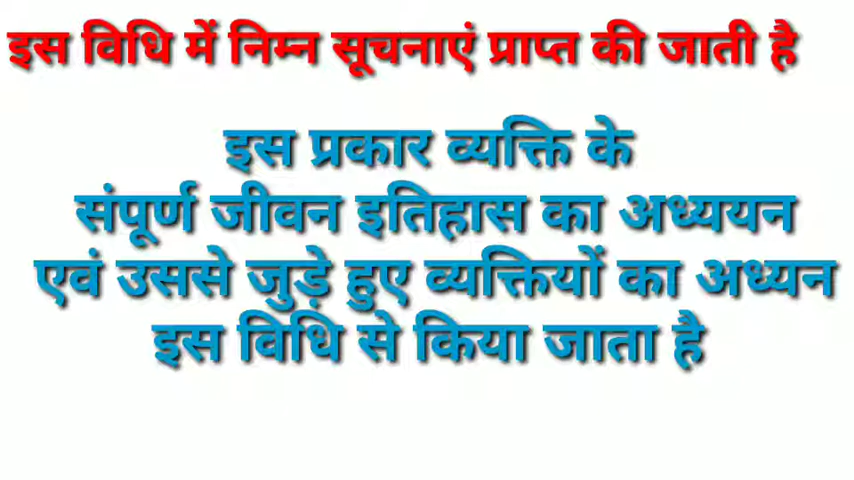 इस विधि में निम्न सूचनाएं प्राप्त की जाती है
इस प्रकार व्यक्ति के
संपूर्ण जीवन इतिहास का अध्ययन
एवं उससे जुड़े हुए व्यक्तियों का अध्यन
इस विधि से किया जाता है